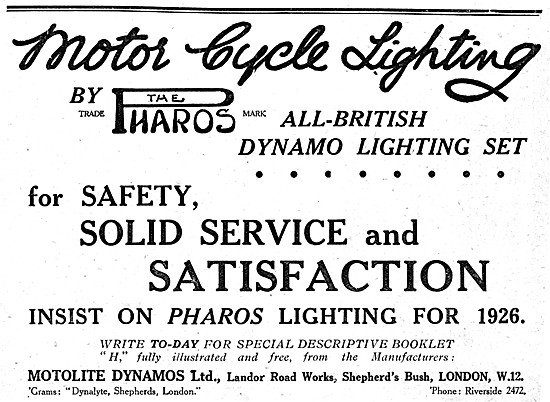 Motor Cycle Lighting
BY THE
TRADE PHAROS MARK ALL-BRITISH
DYNAMO LIGHTING SET
for SAFETY,
SOLID SERVICE and
SATISFACTION
INSIST ON PHAROS LIGHTING FOR 1926.
WRITE TO-DAY FOR SPECIAL DESCRIPTIVE BOOKLET
"H," fully illustrated and free, from the Manufacturers:
MOTOLITE DYNAMOS Ltd., Landor Road Works, Shepherd's Bush, LONDON, W.12.
'Grams: "Dynalyte, Shepherds, London." 'Phone: Riverside 2472.